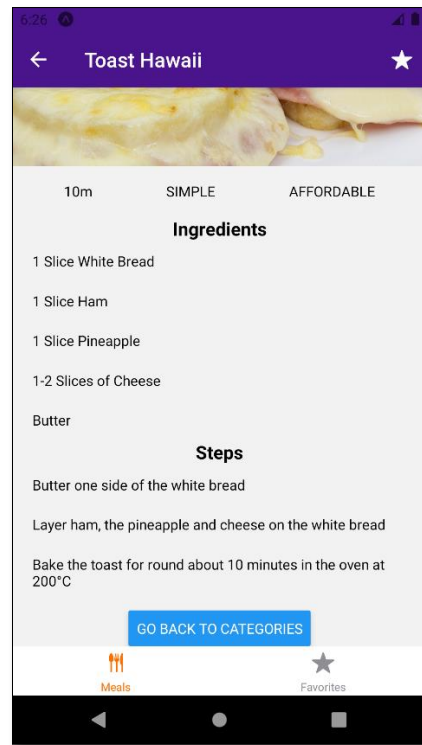 6:26
Toast Hawaii
10m SIMPLE AFFORDABLE
Ingredients
1 Slice White Bread
1 Slice Ham
1 Slice Pineapple
1-2 Slices of Cheese
Butter
Steps
Butter one side of the white bread
Layer ham, the pineapple and cheese on the white bread
Bake the toast for round about 10 minutes in the oven at
200°C
GO BACK TO CATEGORIES
Meals Favorites